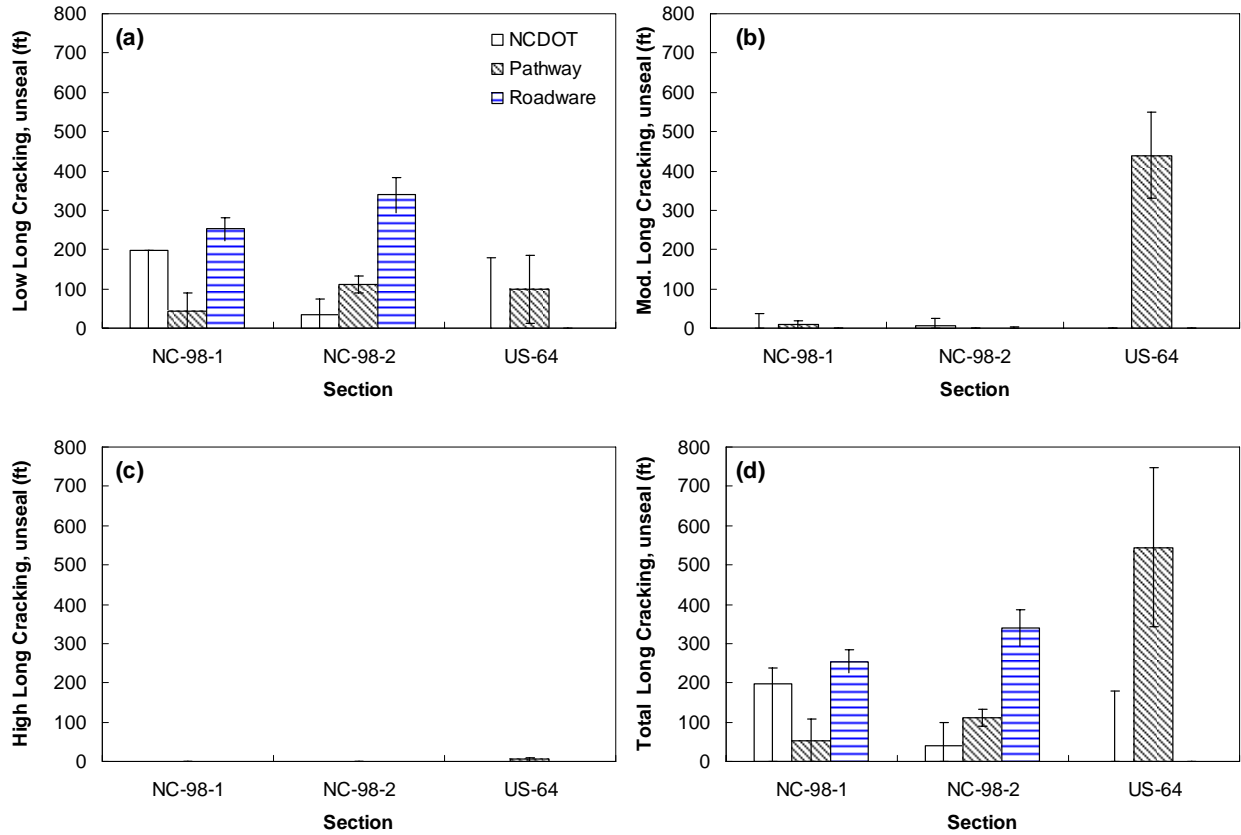 (a)
Low Long Cracking, unseal (ft)
800
700
600
500
400
300
200
100
0
NCDOT
Pathway
Roadware
NC-98-1 NC-98-2 US-64
Section
(b)
Mod. Long Cracking, unseal (ft)
800
700
600
500
400
300
200
100
0
NC-98-1 NC-98-2 US-64
Section
(c)
High Long Cracking, unseal (ft)
800
700
600
500
400
300
200
100
0
NC-98-1 NC-98-2 US-64
Section
(d)
Total Long Cracking, unseal (ft)
800
700
600
500
400
300
200
100
0
NC-98-1 NC-98-2 US-64
Section